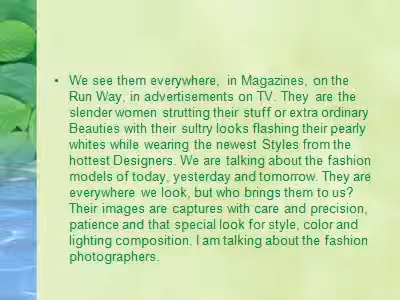 • We see them everywhere, in Magazines, on the
Run Way, in advertisements on TV. They are the
slender women strutting their stuff or extra ordinary
Beauties with their sultry looks flashing their pearly
whites while wearing the newest Styles from the
hottest Designers. We are talking about the fashion
models of today, yesterday and tomorrow. They are
everywhere we look, but who brings them to us?
Their images are captures with care and precision,
patience and that special look for style, color and
lighting composition. I am talking about the fashion
photographers.